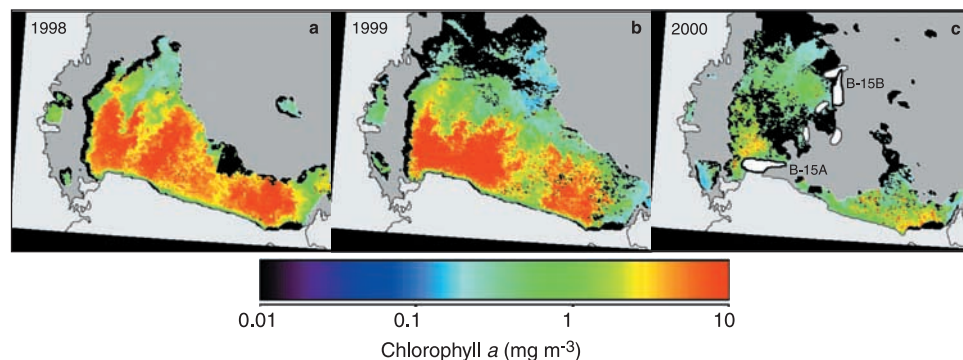 1998 a
1999 b
2000 c
B-15B
B-15A
0.01 0.1 1 10
Chlorophyll a (mg m-3)